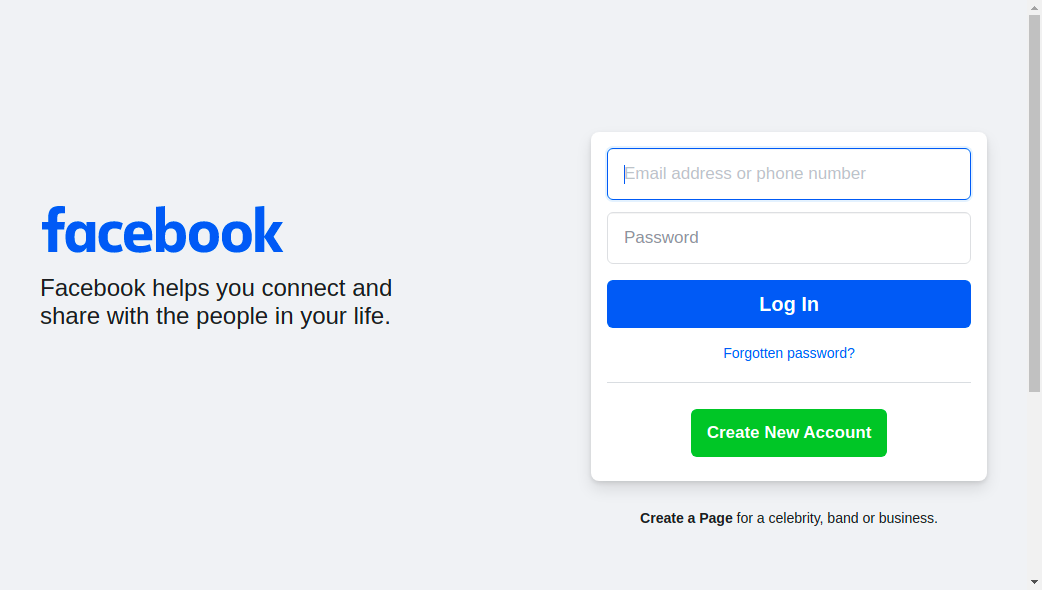 facebook
Facebook helps you connect and
share with the people in your life.
Email address or phone number
Password
Log In
Forgotten password?
Create New Account
Create a Page for a celebrity, band or business.